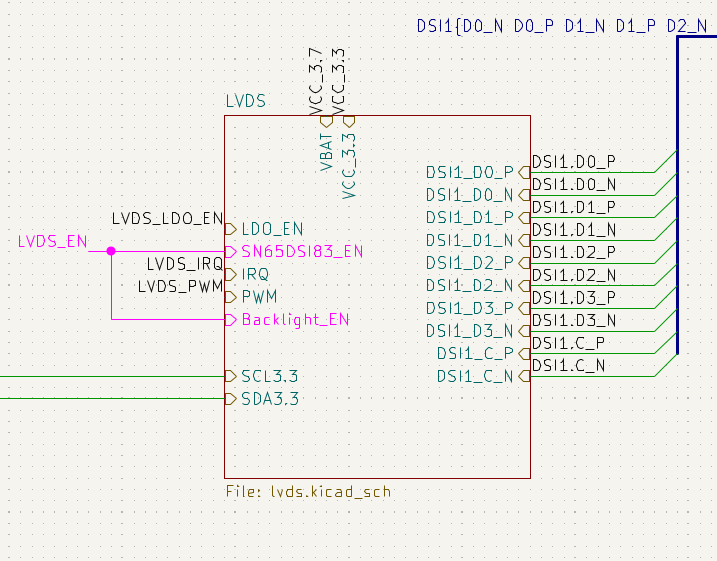 DSI1{D0_N D0_P D1_N D1_P D2_N
VCC_3.7
VCC_3.3
LVDS
VBAT
VCC_3.3
DSI1_D0_P
DSI1.D0_P
DSI1_D0_N
DSI1.D0_N
LVDS_LDO_EN
LDO_EN
DSI1_D1_P
DSI1.D1_P
LVDS_EN
SN65DSI83_EN
DSI1_D1_N
DSI1.D1_N
LVDS_IRQ
IRQ
DSI1_D2_P
DSI1.D2_P
LVDS_PWM
PWM
DSI1_D2_N
DSI1.D2_N
Backlight_EN
DSI1_D3_P
DSI1.D3_P
DSI1_D3_N
DSI1.D3_N
DSI1_C_P
DSI1.C_P
SCL3.3
DSI1_C_N
DSI1.C_N
SDA3.3
File: lvds.kicad_sch